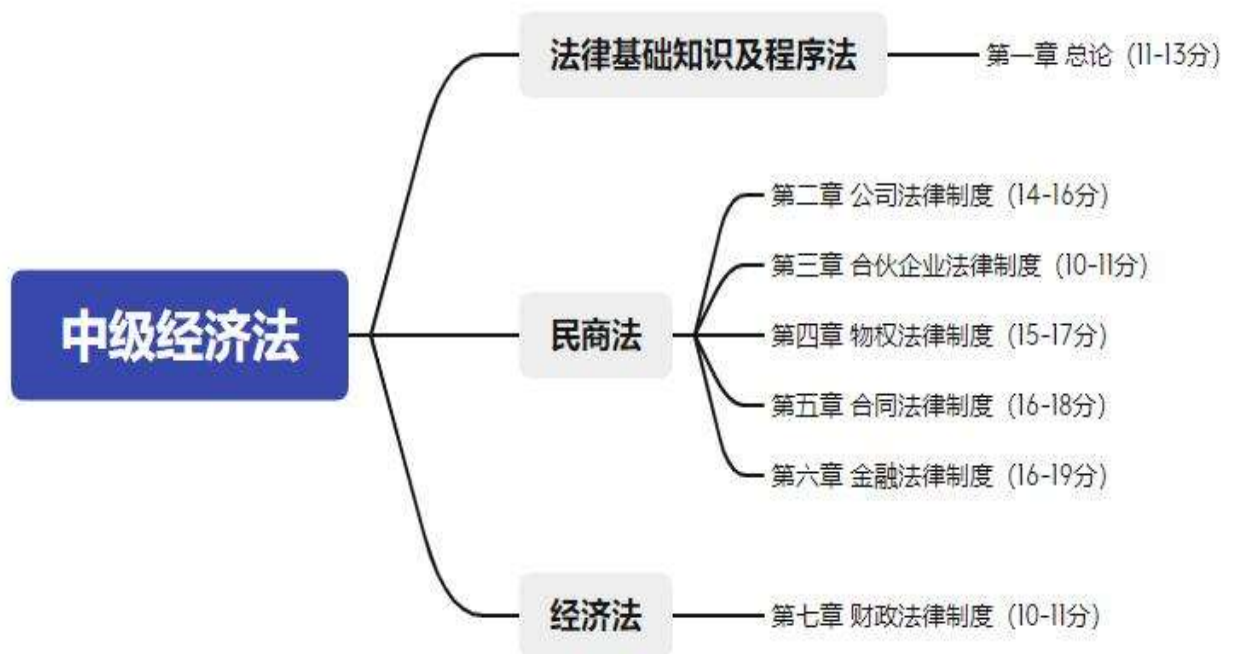 中级经济法
法律基础知识及程序法
第一章 总论 (11-13分)
民商法
第二章 公司法律制度 (14-16分)
第三章 合伙企业法律制度 (10-11分)
第四章 物权法律制度 (15-17分)
第五章 合同法律制度 (16-18分)
第六章 金融法律制度 (16-19分)
经济法
第七章 财政法律制度 (10-11分)